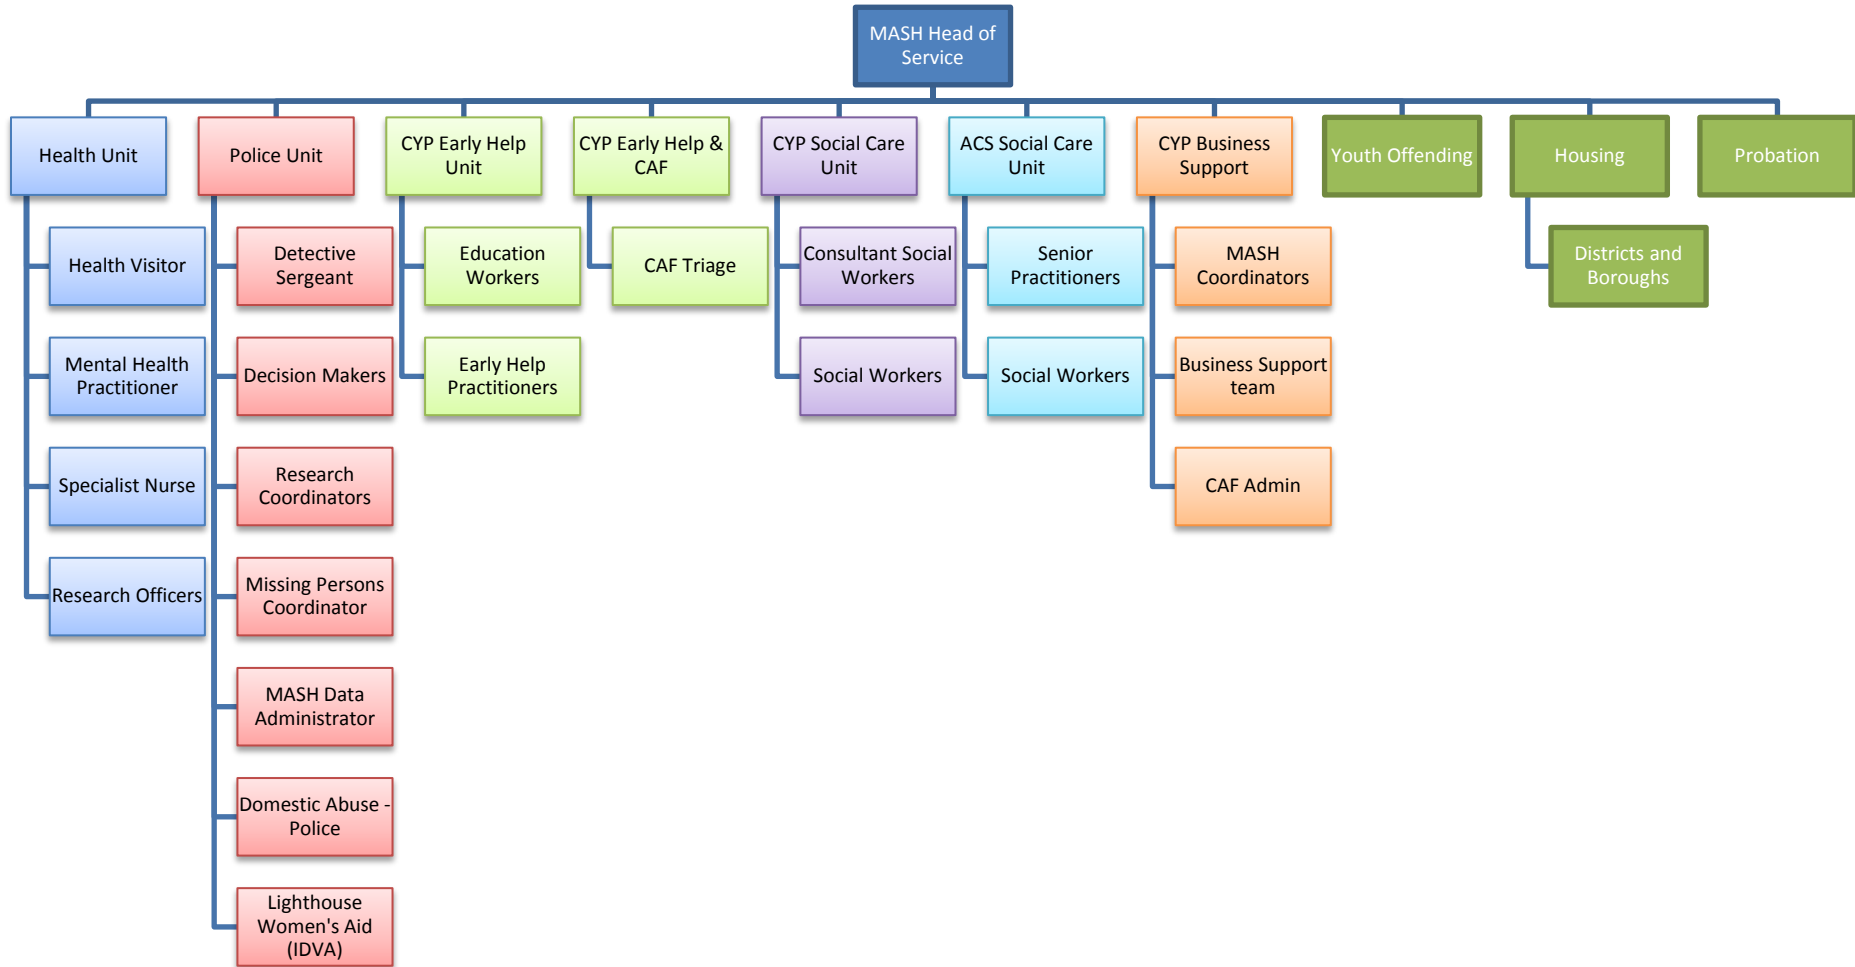 MASH Head of
Service
Health Unit
Police Unit
CYP Early Help
Unit
CYP Early Help &
CAF
CYP Social Care
Unit
ACS Social Care
Unit
CYP Business
Support
Youth Offending
Housing
Probation
Health Visitor
Mental Health
Practitioner
Specialist Nurse
Research Officers
Detective
Sergeant
Decision Makers
Research
Coordinators
Missing Persons
Coordinator
MASH Data
Administrator
Domestic Abuse -
Police
Lighthouse
Women's Aid
(IDVA)
Education
Workers
Early Help
Practitioners
CAF Triage
Consultant Social
Workers
Social Workers
Senior
Practitioners
Social Workers
MASH
Coordinators
Business Support
team
CAF Admin
Districts and
Boroughs